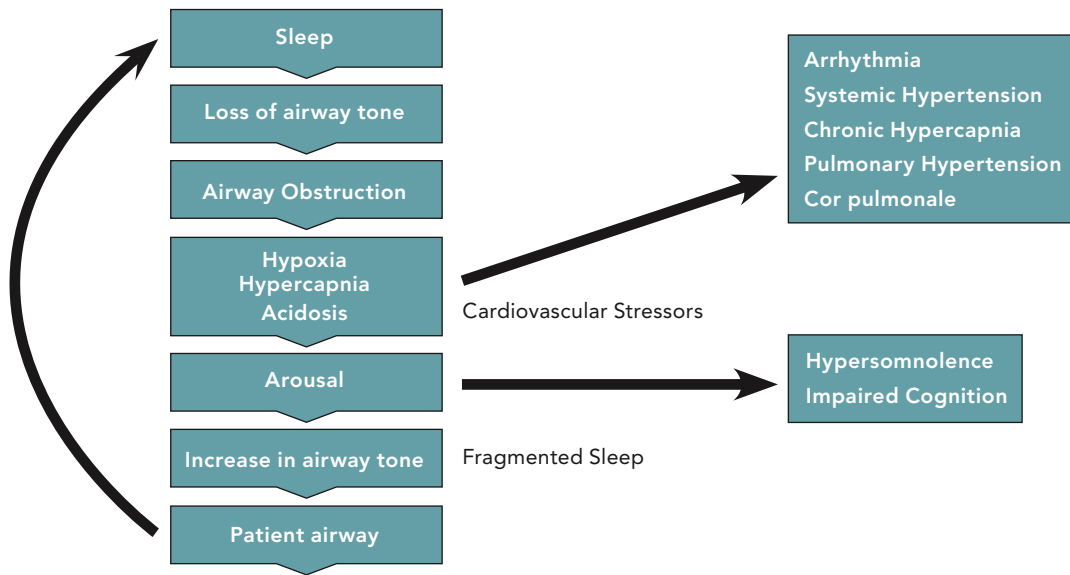 Sleep
Loss of airway tone
Airway Obstruction
Hypoxia
Hypercapnia
Acidosis
Arousal
Increase in airway tone
Patient airway
Cardiovascular Stressors
Fragmented Sleep
Arrhythmia
Systemic Hypertension
Chronic Hypercapnia
Pulmonary Hypertension
Cor pulmonale
Hypersomnolence
Impaired Cognition